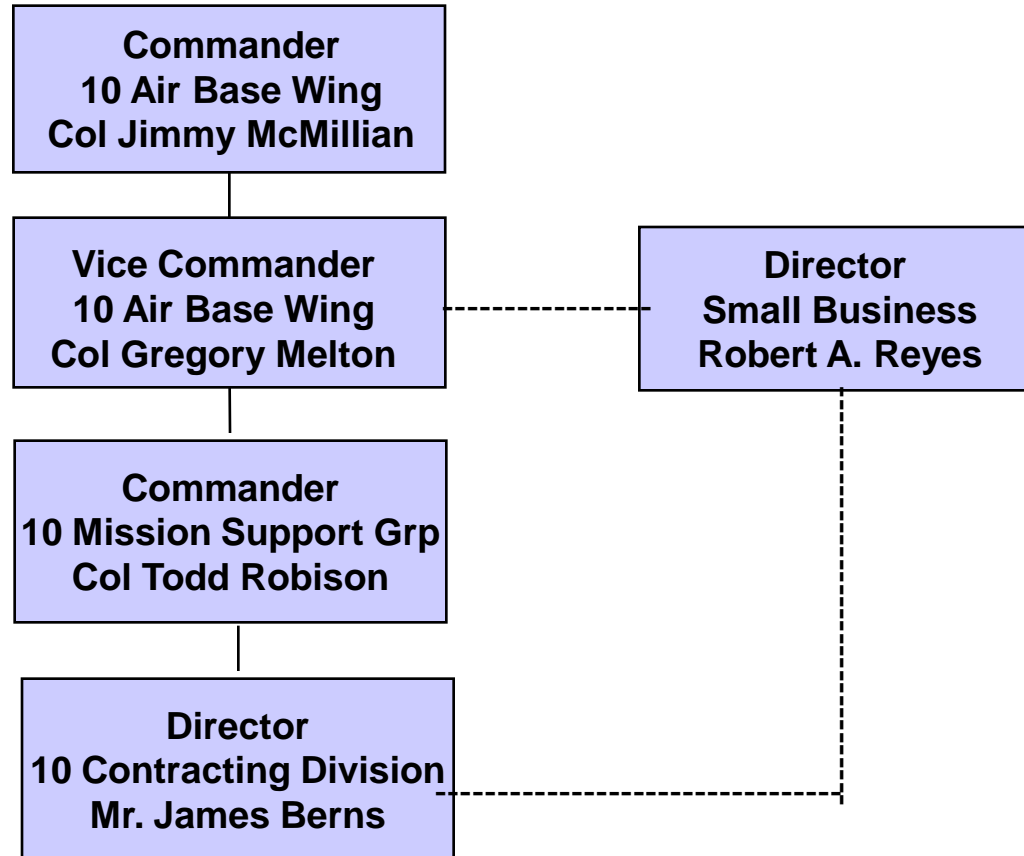 Commander
10 Air Base Wing
Col Jimmy McMillian
Vice Commander
10 Air Base Wing
Col Gregory Melton
Director
Small Business
Robert A. Reyes
Commander
10 Mission Support Grp
Col Todd Robison
Director
10 Contracting Division
Mr. James Berns